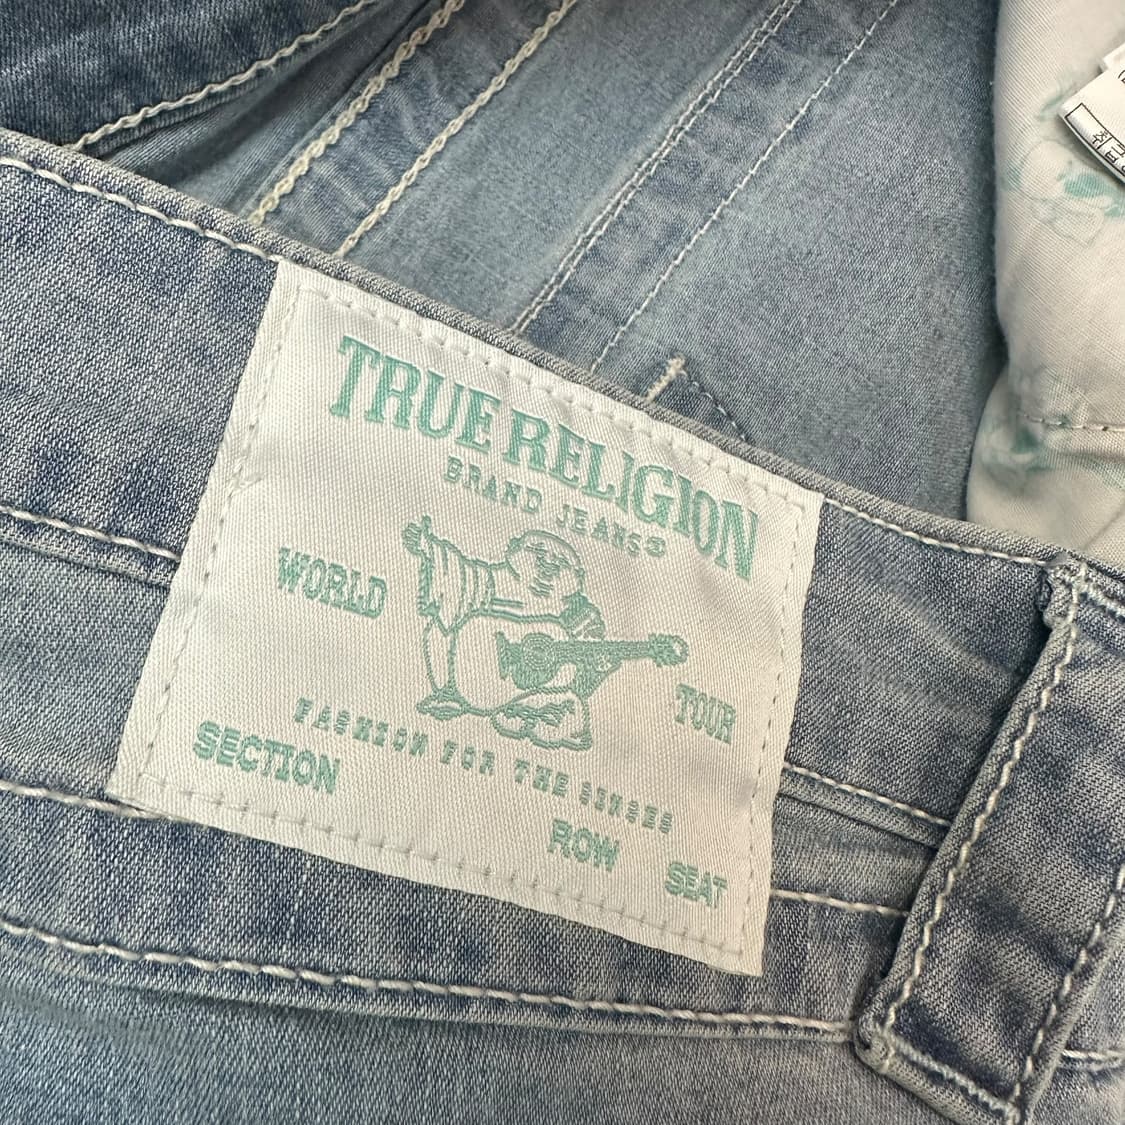 TRUE RELIGION
BRAND JEANS®
WORLD
TOUR
FASHION FOR THE SENSES
SECTION
ROW
SEAT